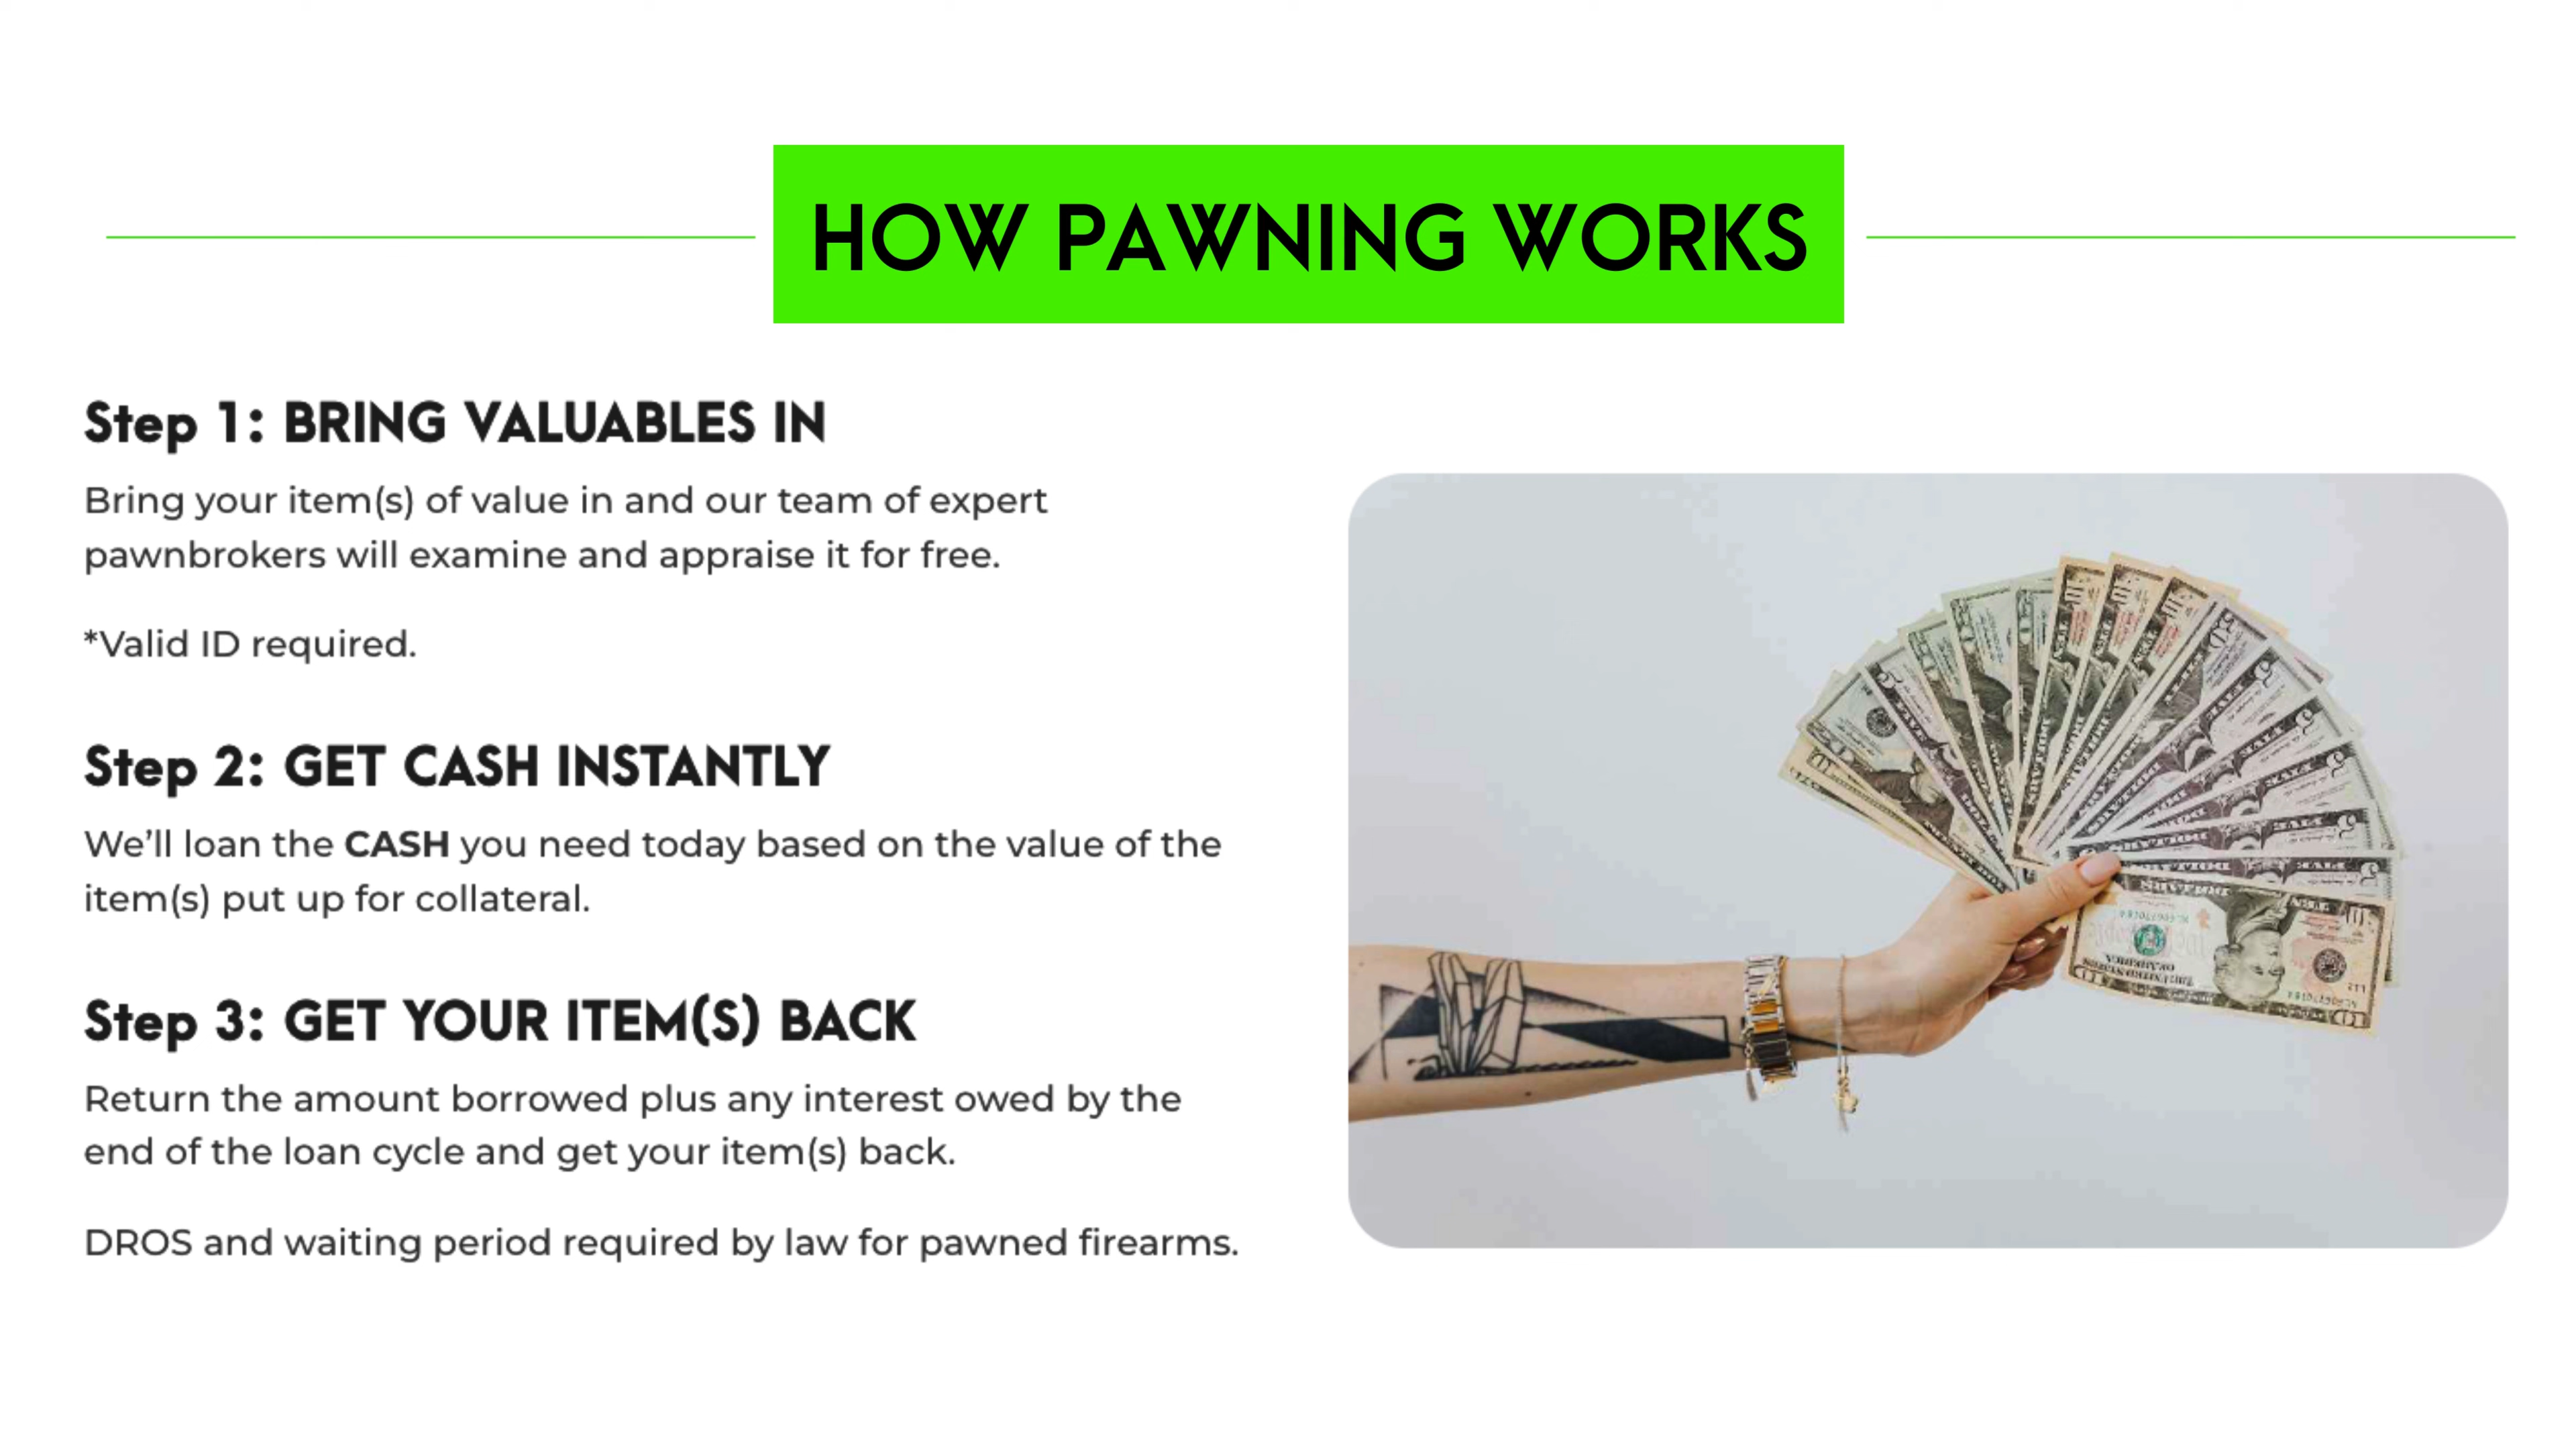 HOW PAWNING WORKS
Step 1: BRING VALUABLES IN
Bring your item(s) of value in and our team of expert
pawnbrokers will examine and appraise it for free.
*Valid ID required.
Step 2: GET CASH INSTANTLY
We’ll loan the CASH you need today based on the value of the
item(s) put up for collateral.
Step 3: GET YOUR ITEM(S) BACK
Return the amount borrowed plus any interest owed by the
end of the loan cycle and get your item(s) back.
DROS and waiting period required by law for pawned firearms.